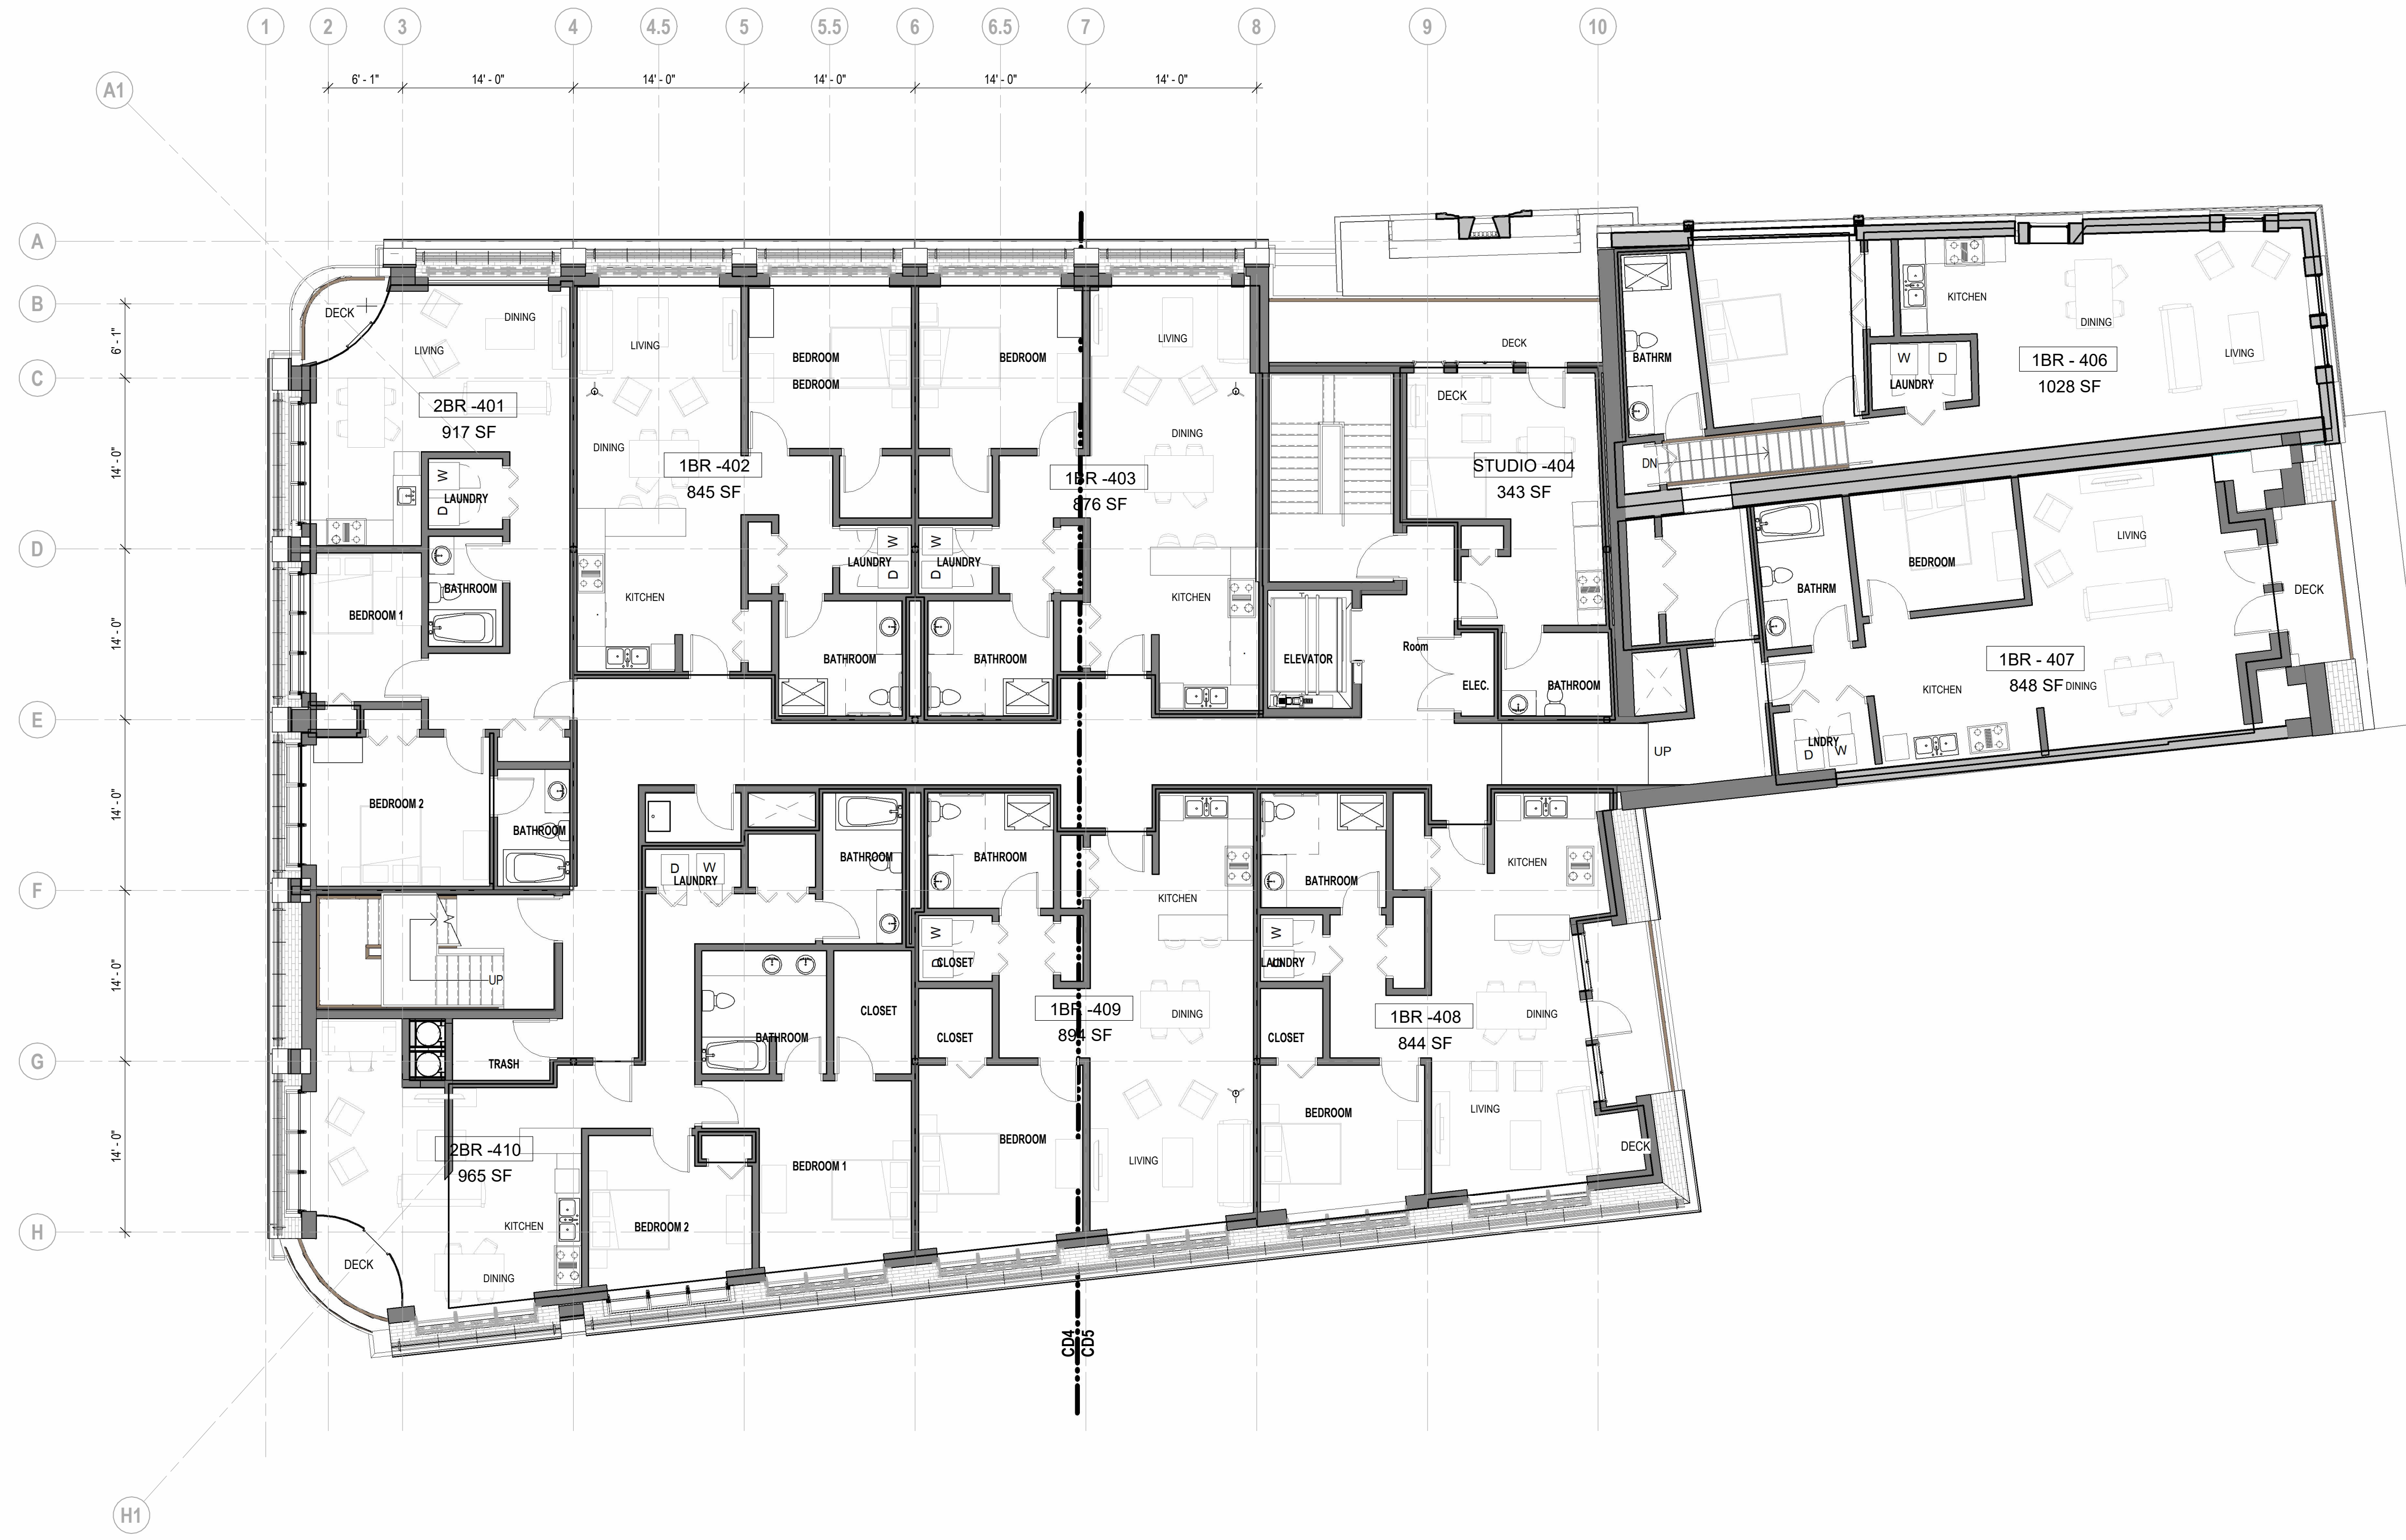 1 2 3 4 4.5 5 5.5 6 6.5 7 8 9 10
6' - 1" 14' - 0" 14' - 0" 14' - 0" 14' - 0" 14' - 0"
A1
A
B
C
D
E
F
G
H
H1
6' - 1"
14' - 0"
14' - 0"
14' - 0"
14' - 0"
14' - 0"
DECK
DINING
LIVING
2BR -401
917 SF
W
D
LAUNDRY
BATHROOM
BEDROOM 1
BEDROOM 2
BATHROOM
LIVING
DINING
1BR -402
845 SF
KITCHEN
BEDROOM
BEDROOM
LAUNDRY
W
D
BATHROOM
BEDROOM
W
D
LAUNDRY
BATHROOM
LIVING
DINING
1BR -403
876 SF
KITCHEN
DECK
DECK
STUDIO -404
343 SF
Room
ELEVATOR
ELEC.
BATHROOM
BATHRM
DN
KITCHEN
DINING
LIVING
W D
LAUNDRY
1BR - 406
1028 SF
BATHRM
BEDROOM
LIVING
DECK
1BR - 407
848 SF
DINING
KITCHEN
LNDRY
D W
UP
UP
TRASH
2BR -410
965 SF
KITCHEN
DINING
DECK
D W
LAUNDRY
BATHROOM
BATHROOM
CLOSET
BEDROOM 1
BEDROOM 2
BATHROOM
W
D
CLOSET
CLOSET
1BR -409
894 SF
KITCHEN
DINING
BEDROOM
LIVING
BATHROOM
W
LAUNDRY
CLOSET
1BR -408
844 SF
KITCHEN
DINING
BEDROOM
LIVING
DECK
CD4
CD5